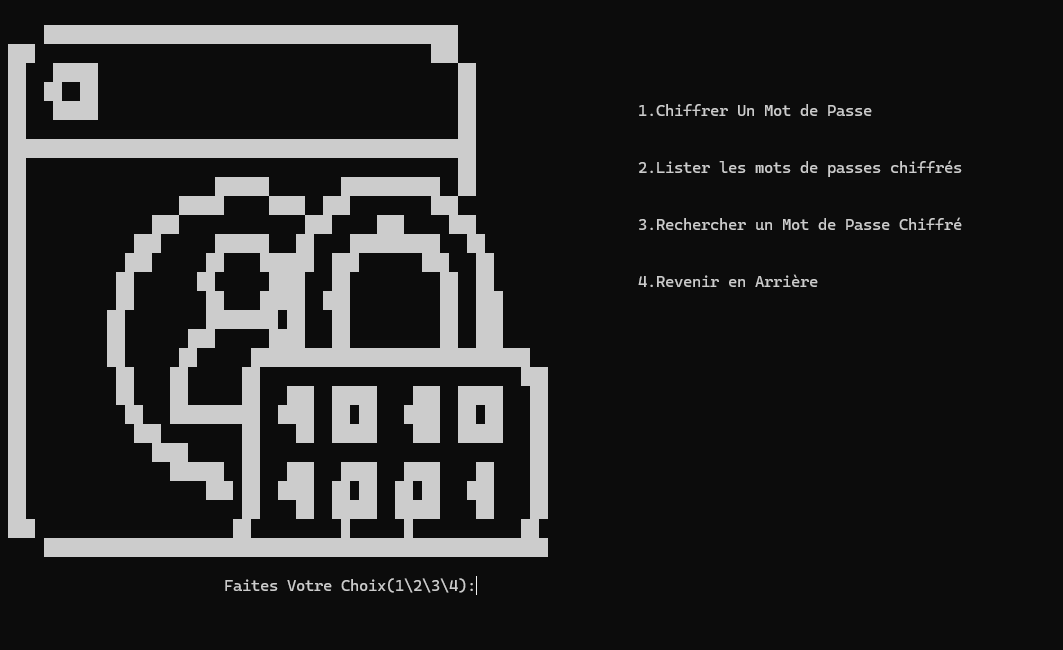 1.Chiffrer Un Mot de Passe
2.Lister les mots de passes chiffrés
3.Rechercher un Mot de Passe Chiffré
4.Revenir en Arrière
Faites Votre Choix(1\2\3\4):